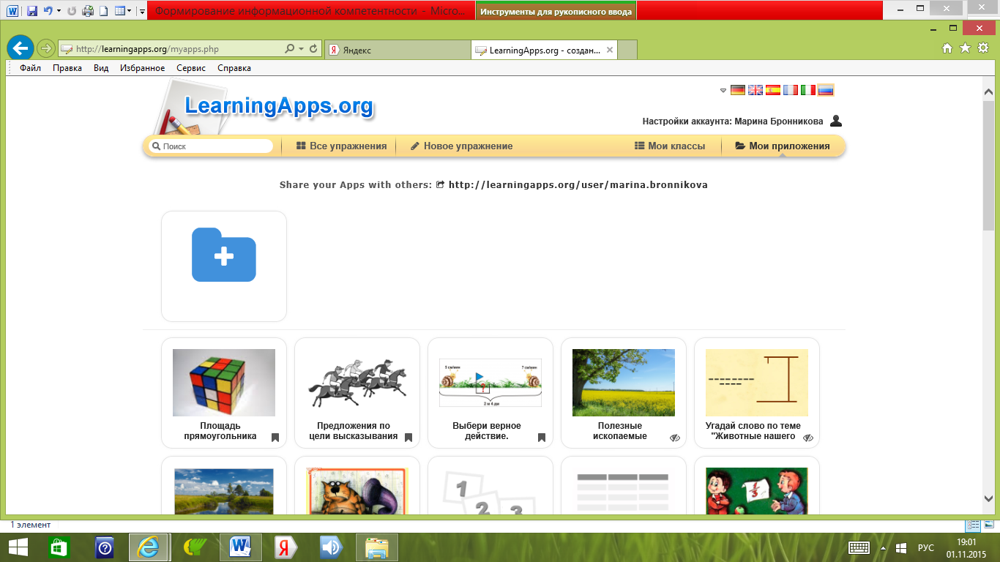 Формирование информационной компетентности - Micro...
Инструменты для рукописного ввода
http://learningapps.org/myapps.php
Яндекс
LearningApps.org - создан...
Файл Правка Вид Избранное Сервис Справка
LearningApps.org
Настройки аккаунта: Марина Бронникова
Поиск
Все упражнения
Новое упражнение
Мои классы
Мои приложения
Share your Apps with others: http://learningapps.org/user/marina.bronnikova
Площадь
прямоугольника
Предложения по
цели высказывания
5 см/мин
7 см/мин
2 м 4 дм
Выбери верное
действие.
Полезные
ископаемые
Угадай слово по теме
"Животные нашего
1
2
3
1/3
1 элемент
РУС
19:01
01.11.2015